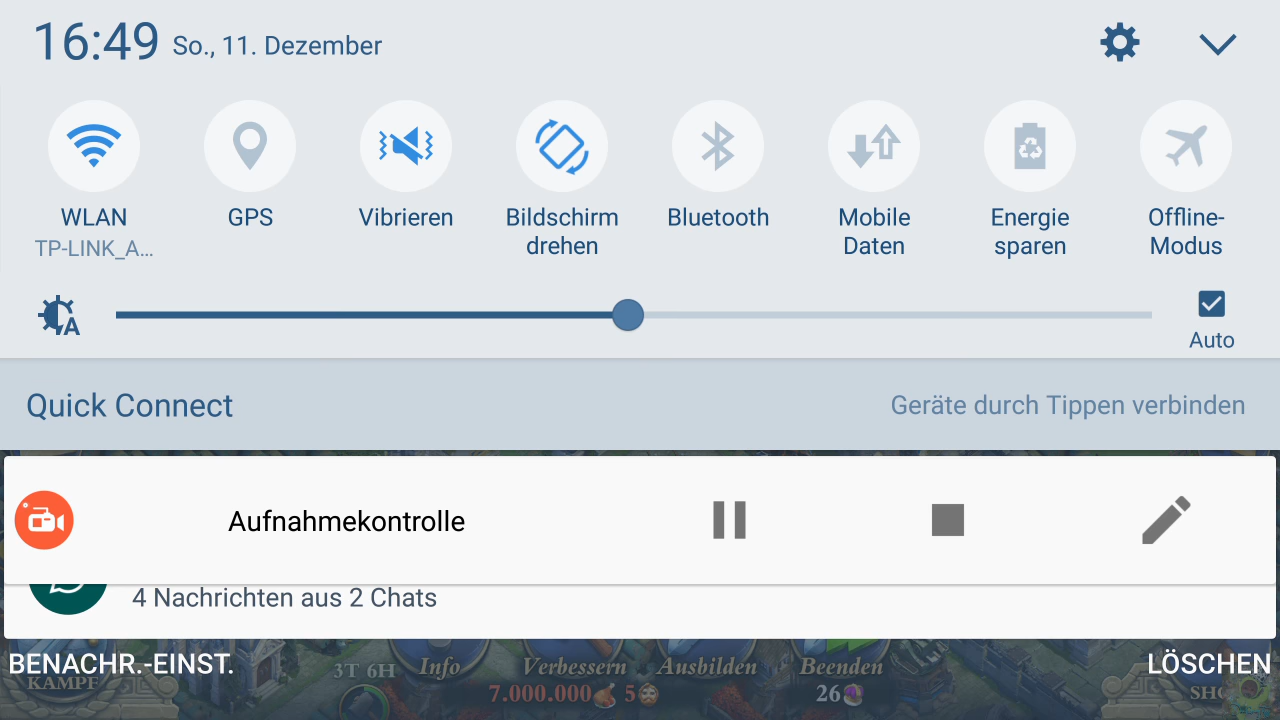 16:49 So., 11. Dezember
WLAN
TP-LINK_A...
GPS
Vibrieren
Bildschirm
drehen
Bluetooth
Mobile
Daten
Energie
sparen
Offline-
Modus
A
Auto
Quick Connect
Geräte durch Tippen verbinden
Aufnahmekontrolle
4 Nachrichten aus 2 Chats
BENACHR.-EINST.
LÖSCHEN
KAMPF
3T 6H
Info
Verbessern
Ausbilden
Beenden
7.000.000
5
26